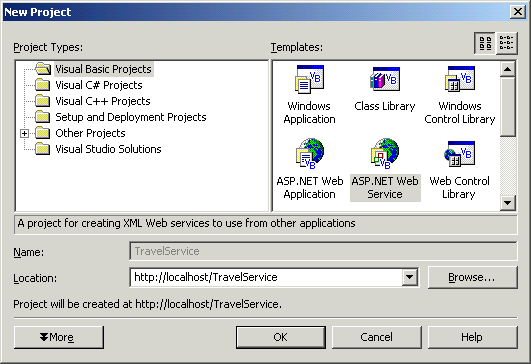 New Project
Project Types:
Templates:
Visual Basic Projects
Visual C# Projects
Visual C++ Projects
Setup and Deployment Projects
Other Projects
Visual Studio Solutions
Windows
Application
Class Library
Windows
Control Library
ASP.NET Web
Application
ASP.NET Web
Service
Web Control
Library
A project for creating XML Web services to use from other applications
Name:
TravelService
Location:
http://localhost/TravelService
Browse...
Project will be created at http://localhost/TravelService.
More
OK
Cancel
Help